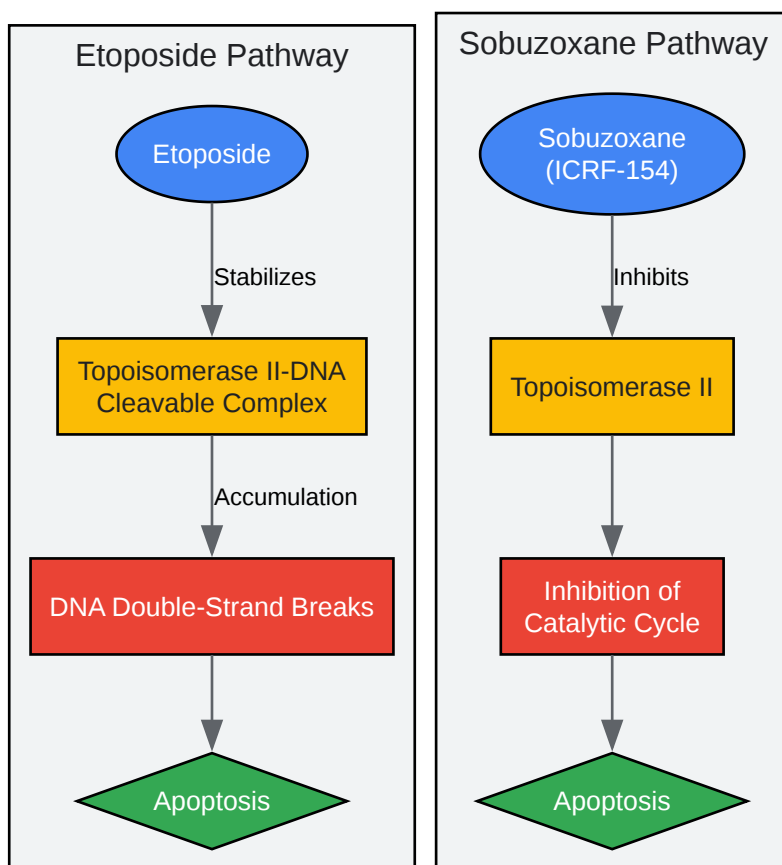 Etoposide Pathway
Etoposide
Stabilizes
Topoisomerase II-DNA
Cleavable Complex
Accumulation
DNA Double-Strand Breaks
Apoptosis
Sobuzoxane Pathway
Sobuzoxane
(ICRF-154)
Inhibits
Topoisomerase II
Inhibition of
Catalytic Cycle
Apoptosis